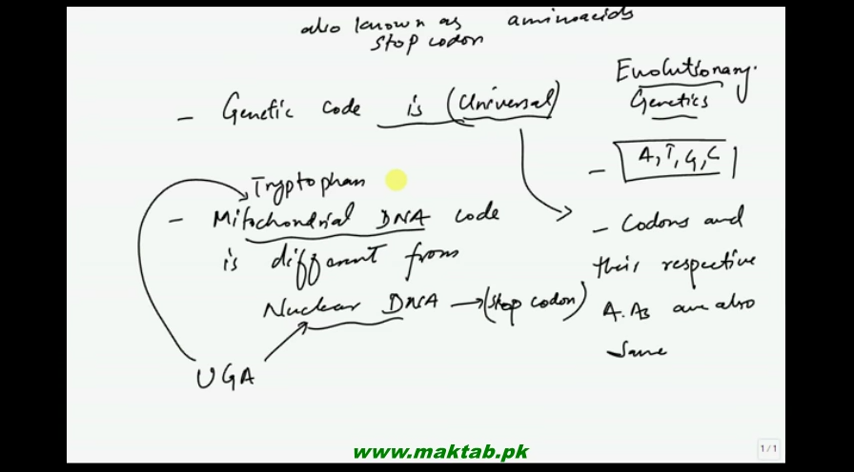 also known as aminoacids
stop codon
- Genetic code is (Universal)
Tryptophan
- Mitochondrial DNA code
is different from
Nuclear DNA → (stop codon)
UGA
Evolutionary
Genetics
- A, T, G, C
- Codons and
their respective
A.As are also
same
www.maktab.pk
1/1